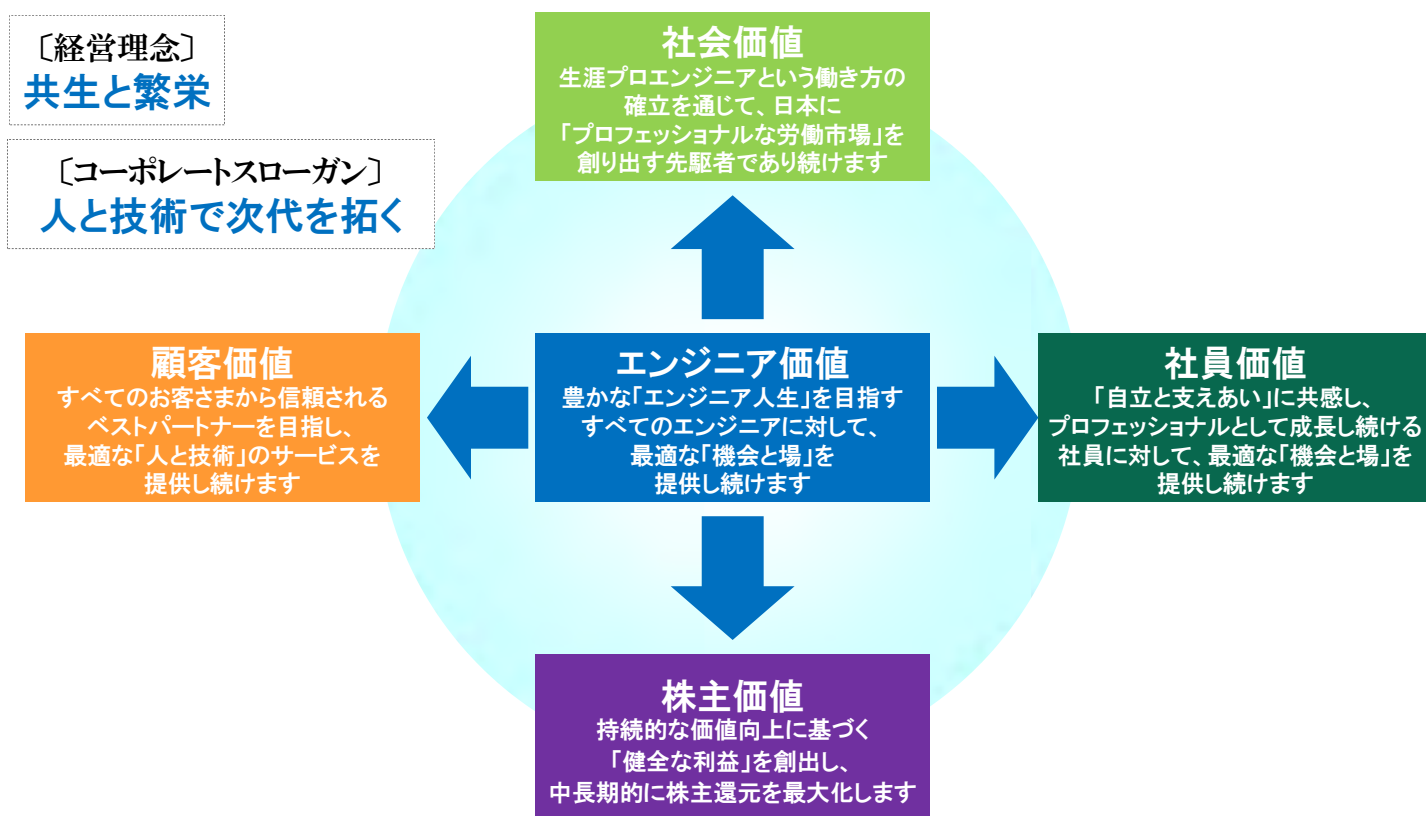 〔経営理念〕
共生と繁栄
〔コーポレートスローガン〕
人と技術で次代を拓く
社会価値
生涯プロエンジニアという働き方の
確立を通じて、日本に
「プロフェッショナルな労働市場」を
創り出す先駆者であり続けます
顧客価値
すべてのお客さまから信頼される
ベストパートナーを目指し、
最適な「人と技術」のサービスを
提供し続けます
エンジニア価値
豊かな「エンジニア人生」を目指す
すべてのエンジニアに対して、
最適な「機会と場」を
提供し続けます
社員価値
「自立と支えあい」に共感し、
プロフェッショナルとして成長し続ける
社員に対して、最適な「機会と場」を
提供し続けます
株主価値
持続的な価値向上に基づく
「健全な利益」を創出し、
中長期的に株主還元を最大化します